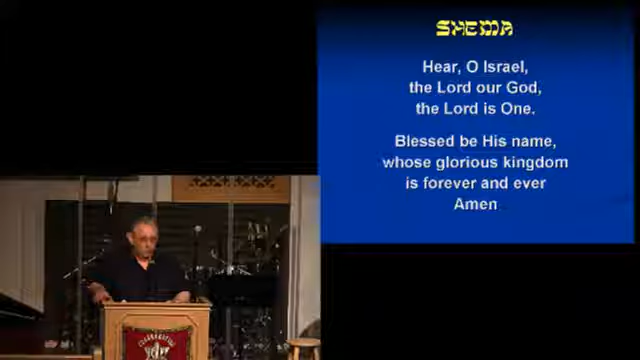 SHEMA
Hear, O Israel,
the Lord our God,
the Lord is One.
Blessed be His name,
whose glorious kingdom
is forever and ever
Amen